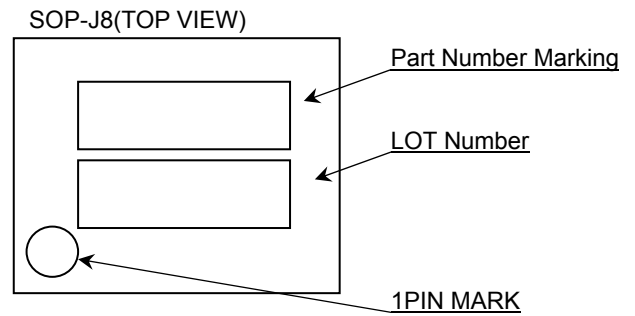 SOP-J8(TOP VIEW)
Part Number Marking
LOT Number
1PIN MARK